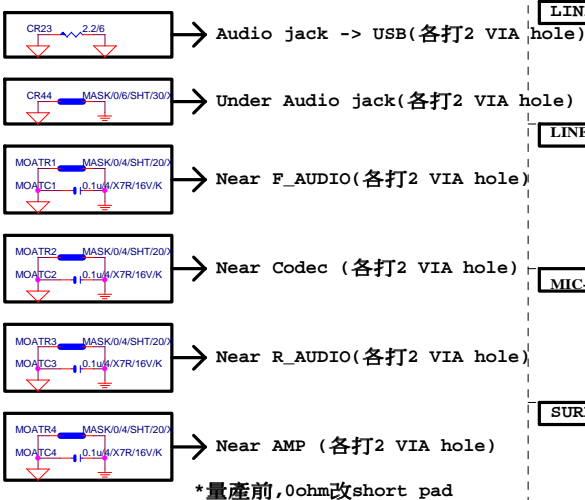 LIN
CR23 2.2/6
Audio jack -> USB(各打2 VIA hole)
CR44 MASK/0/6/SHT/30/X
Under Audio jack(各打2 VIA hole)
LINE
MOATR1 MASK/0/4/SHT/20/X
MOATC1 0.1u/4/X7R/16V/K
Near F_AUDIO(各打2 VIA hole)
MOATR2 MASK/0/4/SHT/20/X
MOATC2 0.1u/4/X7R/16V/K
Near Codec (各打2 VIA hole)
MIC-
MOATR3 MASK/0/4/SHT/20/X
MOATC3 0.1u/4/X7R/16V/K
Near R_AUDIO(各打2 VIA hole)
SURR
MOATR4 MASK/0/4/SHT/20/X
MOATC4 0.1u/4/X7R/16V/K
Near AMP (各打2 VIA hole)
*量產前,0ohm改short pad